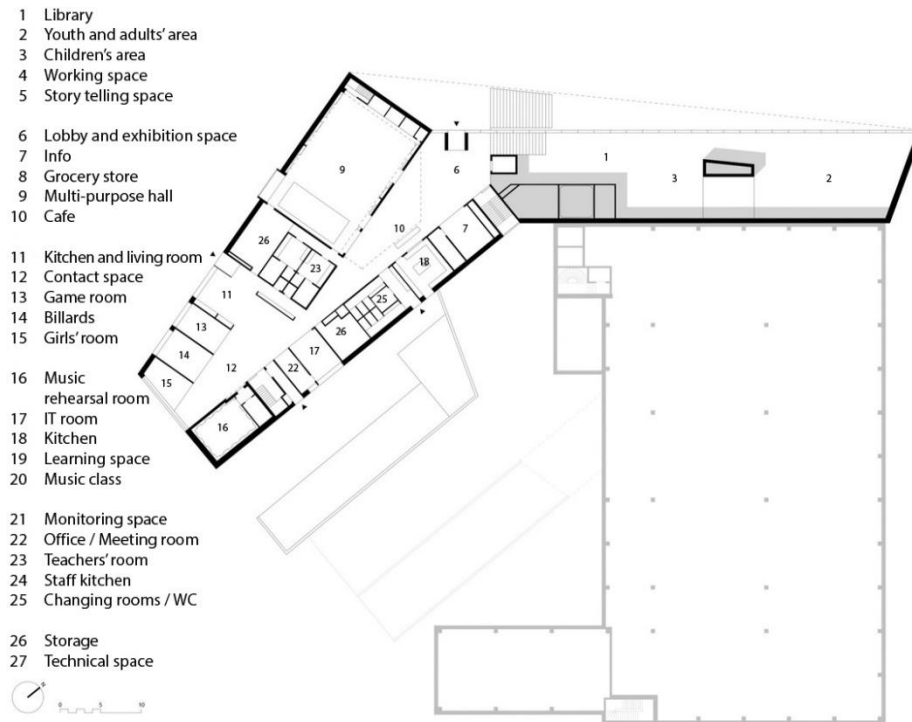 1 Library
2 Youth and adults' area
3 Children's area
4 Working space
5 Story telling space
6 Lobby and exhibition space
7 Info
8 Grocery store
9 Multi-purpose hall
10 Cafe
11 Kitchen and living room
12 Contact space
13 Game room
14 Billards
15 Girls' room
16 Music
rehearsal room
17 IT room
18 Kitchen
19 Learning space
20 Music class
21 Monitoring space
22 Office / Meeting room
23 Teachers' room
24 Staff kitchen
25 Changing rooms / WC
26 Storage
27 Technical space
N
0 5 10
9
6
1
3
2
26
23
10
7
18
11
25
13
26
14
17
12
22
15
16